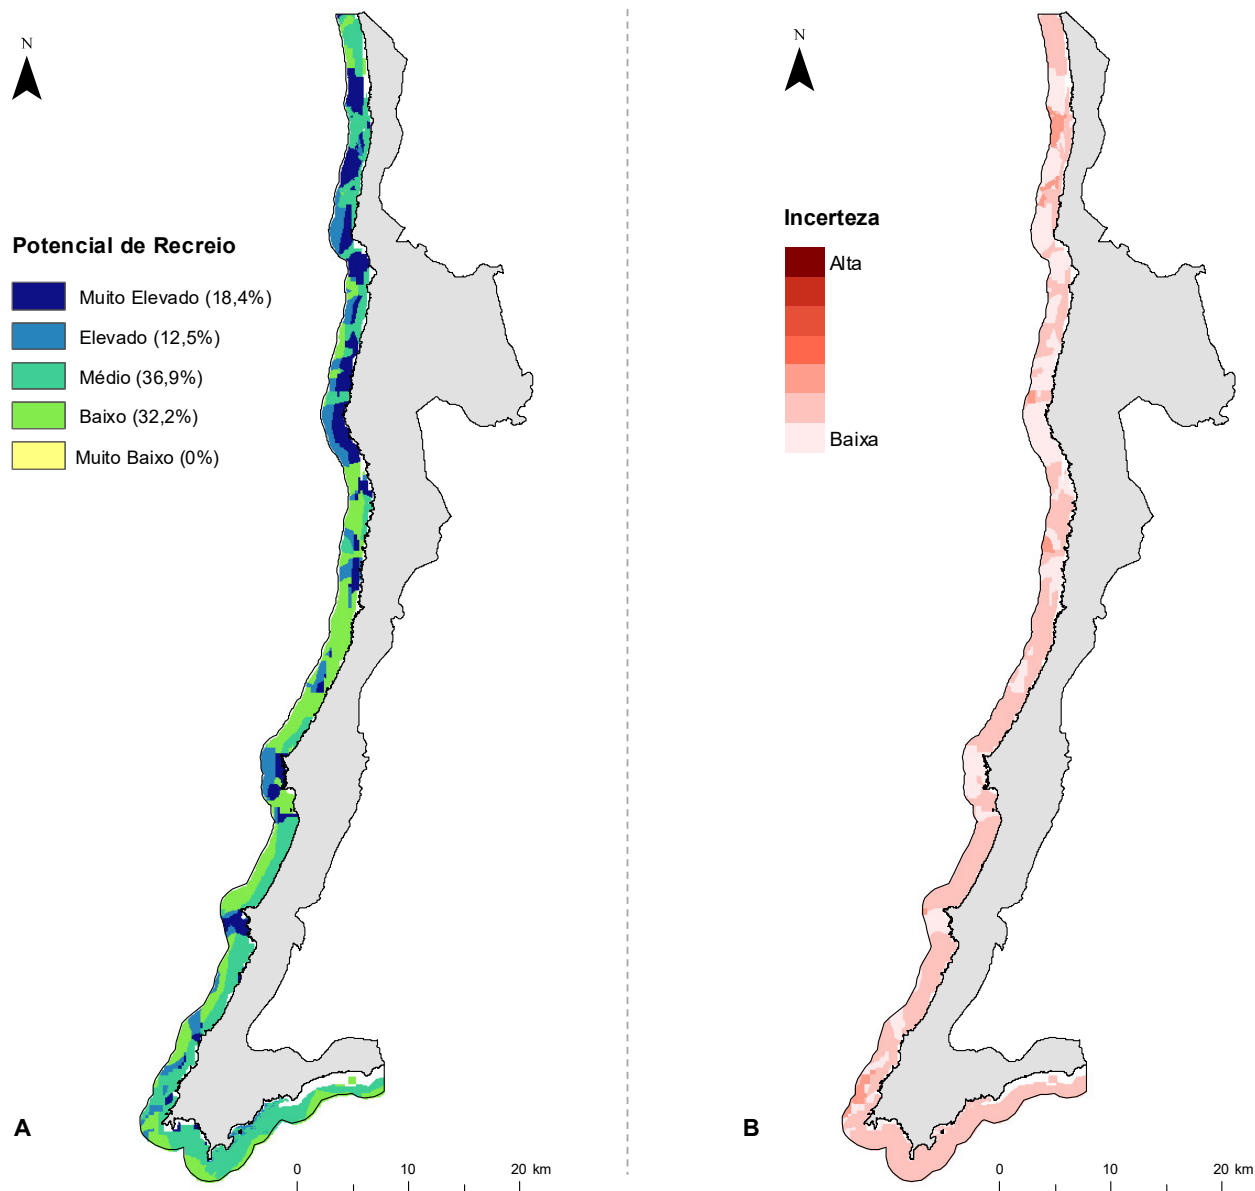 N
Potencial de Recreio
Muito Elevado (18,4%)
Elevado (12,5%)
Médio (36,9%)
Baixo (32,2%)
Muito Baixo (0%)
A
0 10 20 km
N
Incerteza
Alta
Baixa
B
0 10 20 km